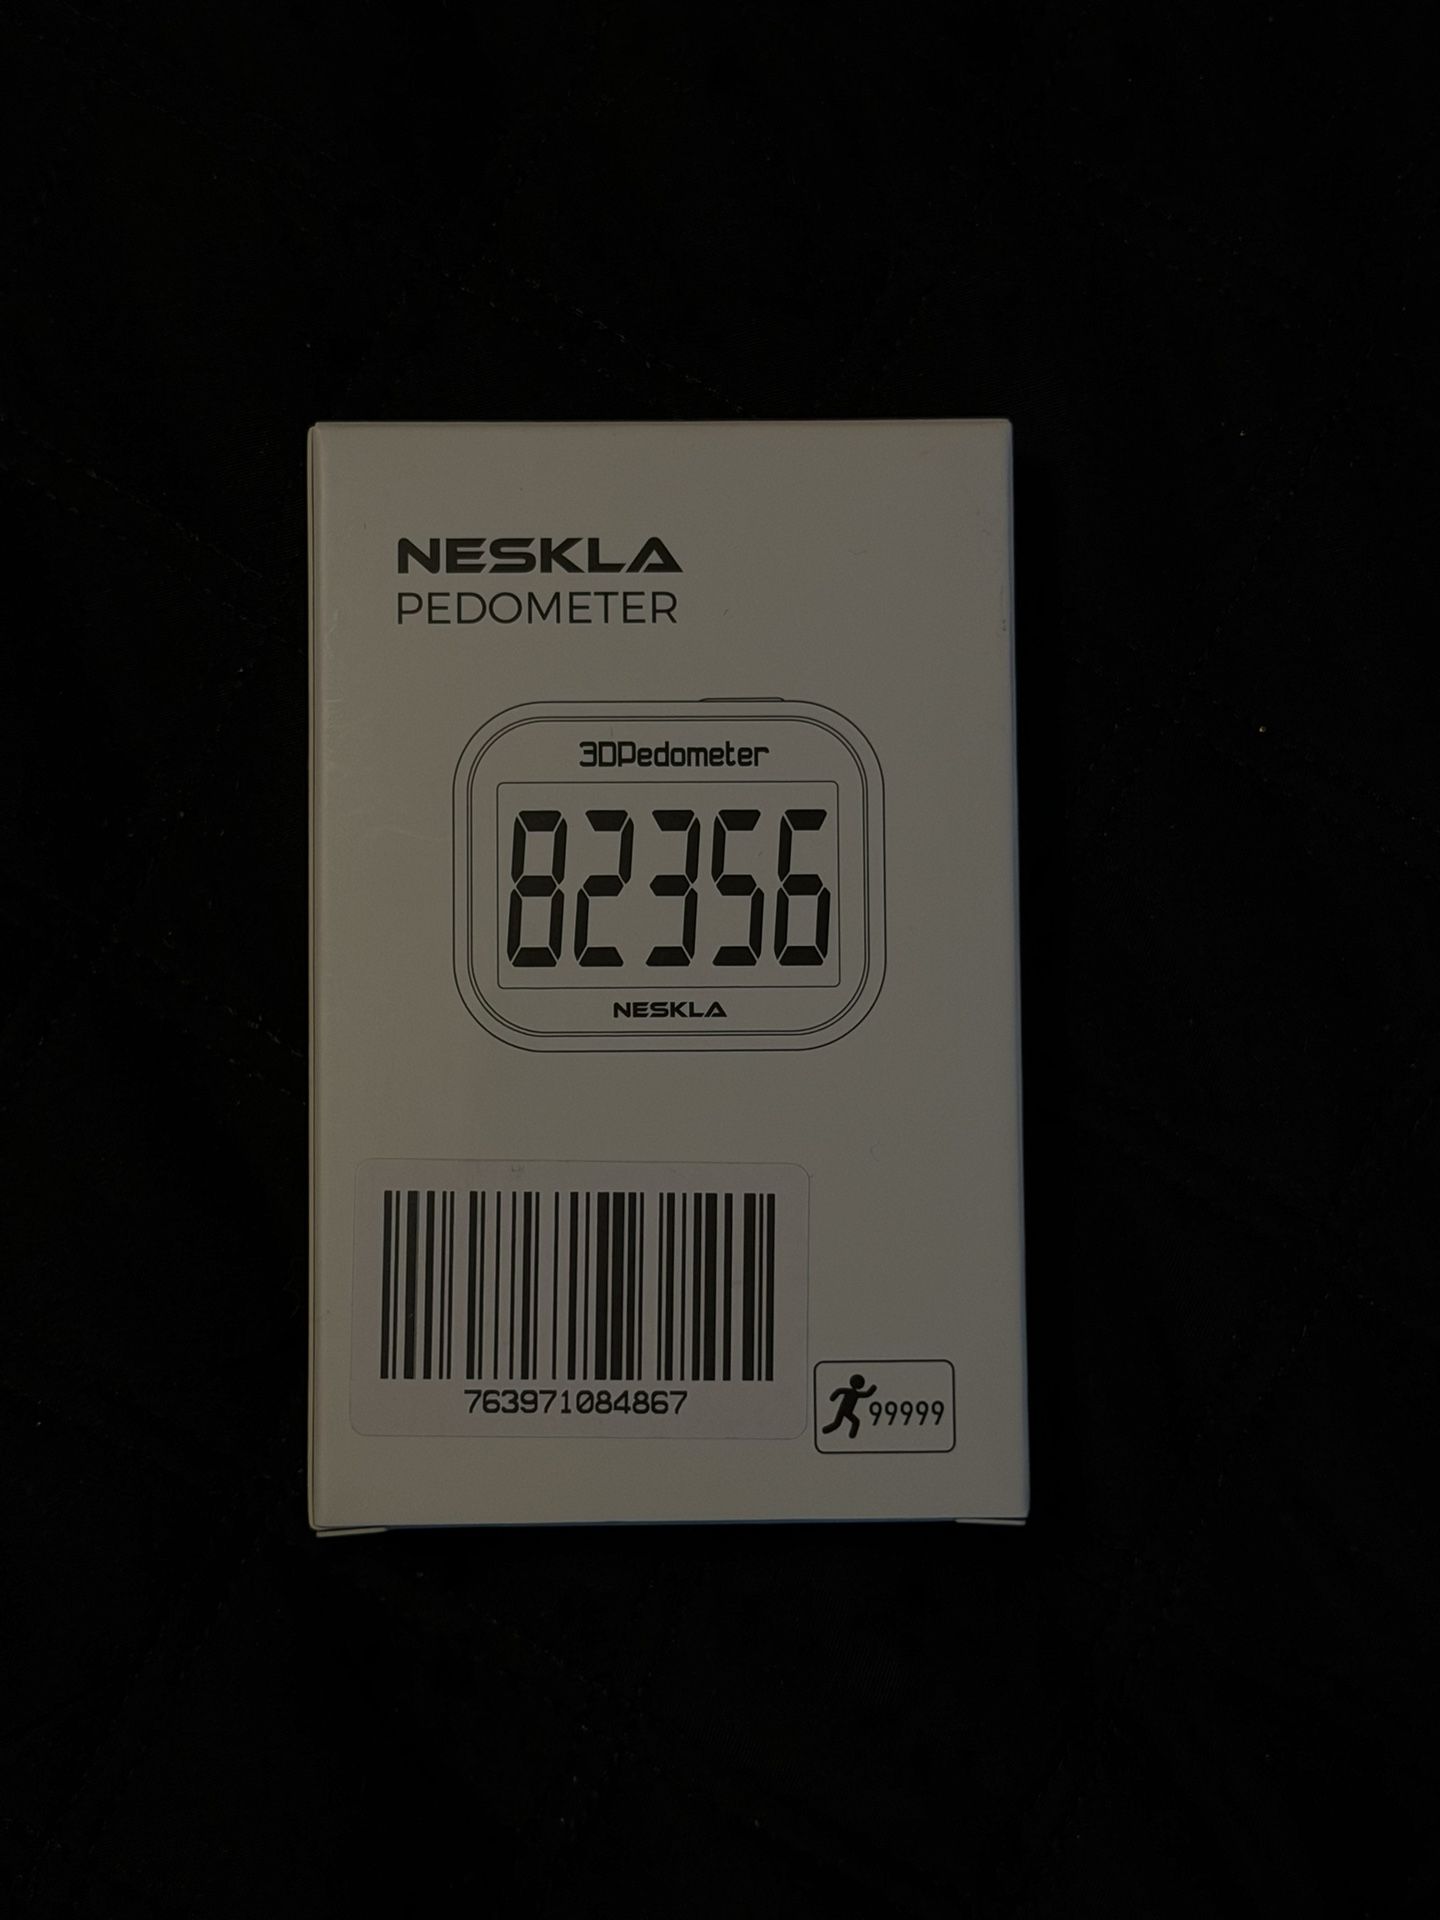 NESKLA
PEDOMETER
3DPedometer
82356
NESKLA
763971084867
99999